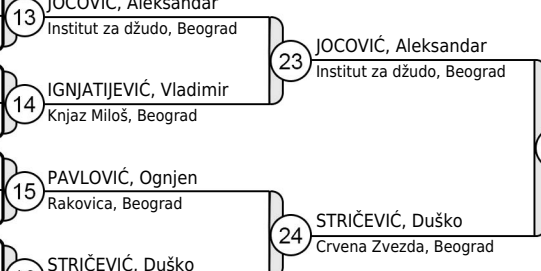 13
JOCOVIĆ, Aleksandar
Institut za džudo, Beograd
23
JOCOVIĆ, Aleksandar
Institut za džudo, Beograd
14
IGNJATIJEVIĆ, Vladimir
Knjaz Miloš, Beograd
15
PAVLOVIĆ, Ognjen
Rakovica, Beograd
24
STRIČEVIĆ, Duško
Crvena Zvezda, Beograd
STRIČEVIĆ, Duško